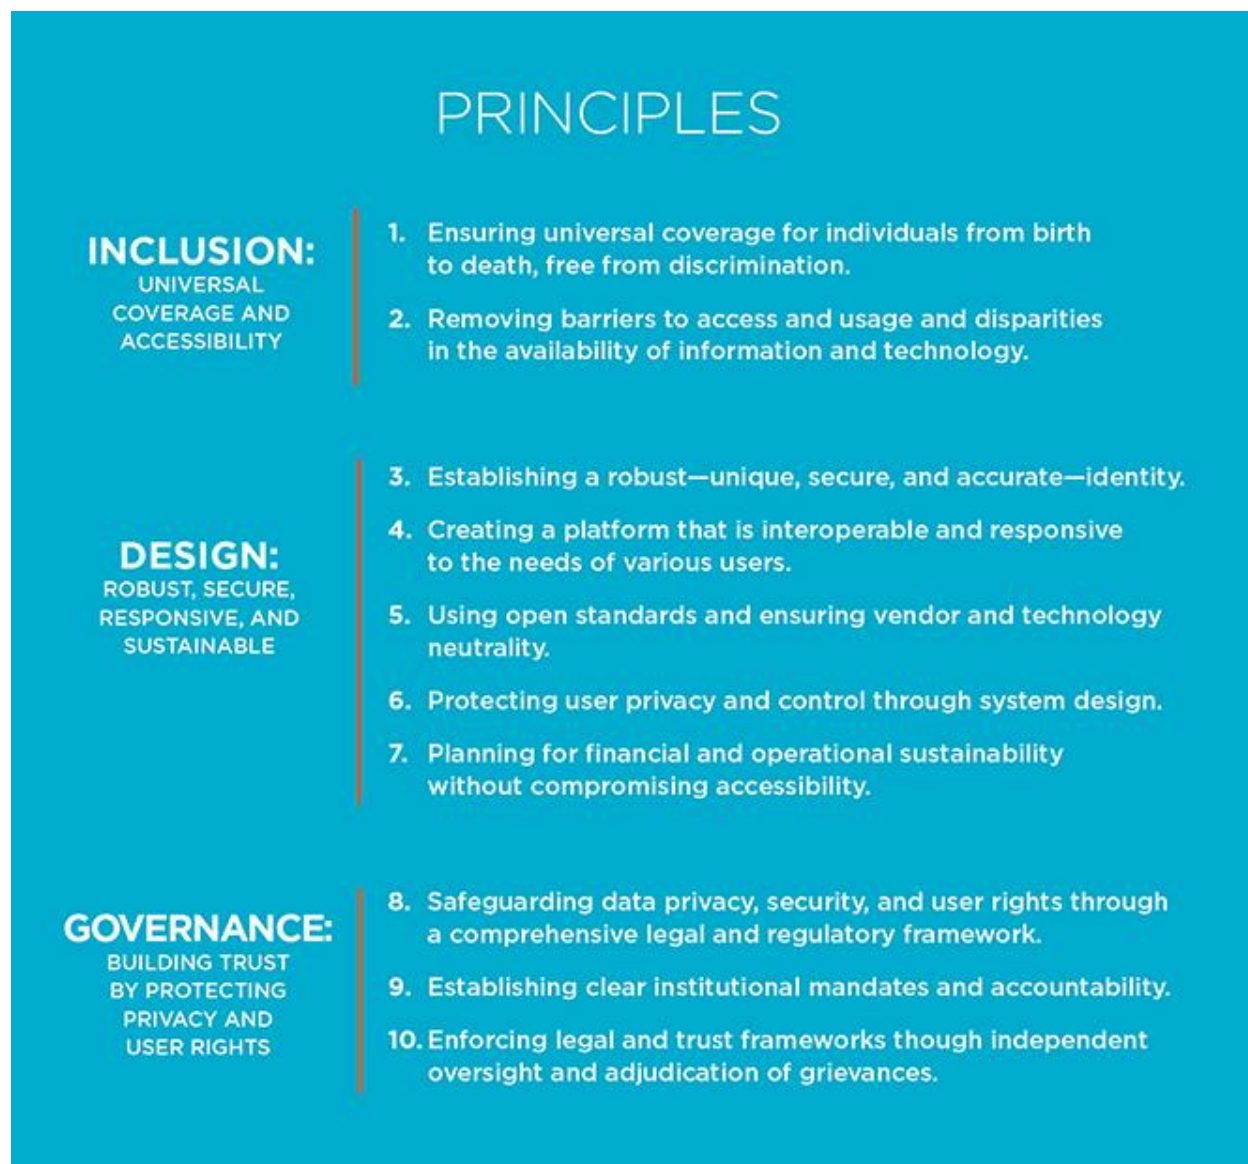 PRINCIPLES
INCLUSION:
UNIVERSAL
COVERAGE AND
ACCESSIBILITY
1. Ensuring universal coverage for individuals from birth
to death, free from discrimination.
2. Removing barriers to access and usage and disparities
in the availability of information and technology.
DESIGN:
ROBUST, SECURE,
RESPONSIVE, AND
SUSTAINABLE
3. Establishing a robust—unique, secure, and accurate—identity.
4. Creating a platform that is interoperable and responsive
to the needs of various users.
5. Using open standards and ensuring vendor and technology
neutrality.
6. Protecting user privacy and control through system design.
7. Planning for financial and operational sustainability
without compromising accessibility.
GOVERNANCE:
BUILDING TRUST
BY PROTECTING
PRIVACY AND
USER RIGHTS
8. Safeguarding data privacy, security, and user rights through
a comprehensive legal and regulatory framework.
9. Establishing clear institutional mandates and accountability.
10. Enforcing legal and trust frameworks though independent
oversight and adjudication of grievances.